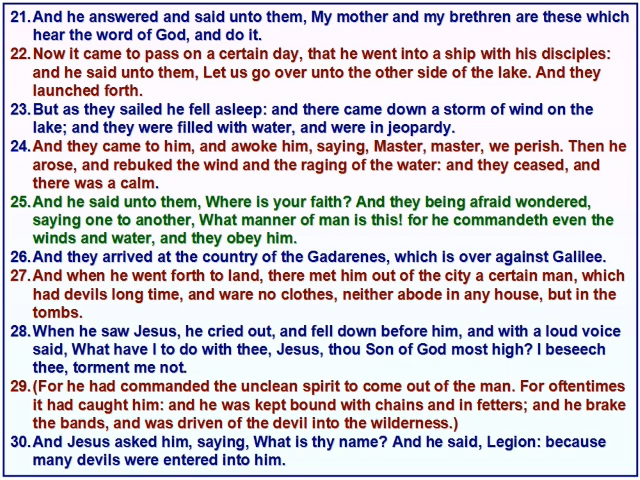 21. And he answered and said unto them, My mother and my brethren are these which
hear the word of God, and do it.
22. Now it came to pass on a certain day, that he went into a ship with his disciples:
and he said unto them, Let us go over unto the other side of the lake. And they
launched forth.
23. But as they sailed he fell asleep: and there came down a storm of wind on the
lake; and they were filled with water, and were in jeopardy.
24. And they came to him, and awoke him, saying, Master, master, we perish. Then he
arose, and rebuked the wind and the raging of the water: and they ceased, and
there was a calm.
25. And he said unto them, Where is your faith? And they being afraid wondered,
saying one to another, What manner of man is this! for he commandeth even the
winds and water, and they obey him.
26. And they arrived at the country of the Gadarenes, which is over against Galilee.
27. And when he went forth to land, there met him out of the city a certain man, which
had devils long time, and ware no clothes, neither abode in any house, but in the
tombs.
28. When he saw Jesus, he cried out, and fell down before him, and with a loud voice
said, What have I to do with thee, Jesus, thou Son of God most high? I beseech
thee, torment me not.
29. (For he had commanded the unclean spirit to come out of the man. For oftentimes
it had caught him: and he was kept bound with chains and in fetters; and he brake
the bands, and was driven of the devil into the wilderness.)
30. And Jesus asked him, saying, What is thy name? And he said, Legion: because
many devils were entered into him.